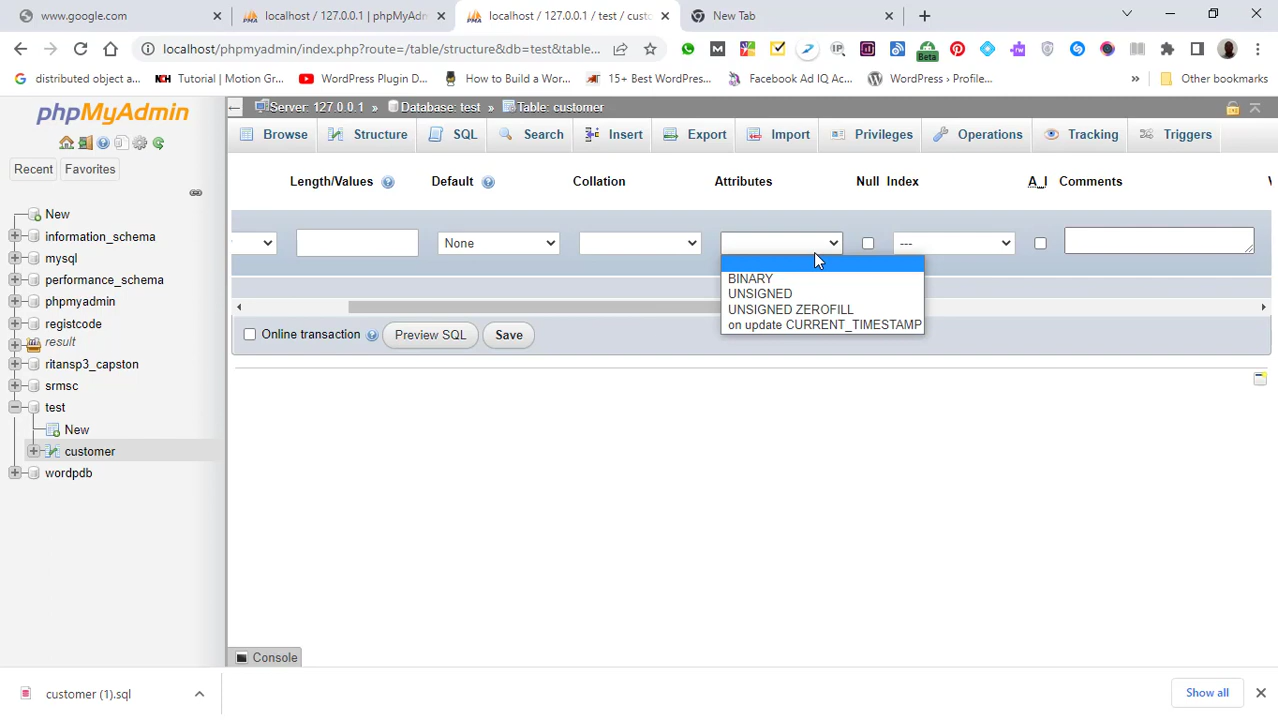 www.google.com
localhost / 127.0.0.1 | phpMyAdm
localhost / 127.0.0.1 / test / custo
New Tab
localhost/phpmyadmin/index.php?route=/table/structure&db=test&table...
Beta
distributed object a...
Tutorial | Motion Gr...
WordPress Plugin D...
How to Build a Wor...
15+ Best WordPress...
Facebook Ad IQ Ac...
WordPress › Profile...
»
Other bookmarks
phpMyAdmin
Server: 127.0.0.1 » Database: test » Table: customer
Browse
Structure
SQL
Search
Insert
Export
Import
Privileges
Operations
Tracking
Triggers
Recent
Favorites
Length/Values
Default
Collation
Attributes
Null
Index
A_I
Comments
None
---
BINARY
UNSIGNED
UNSIGNED ZEROFILL
on update CURRENT_TIMESTAMP
Online transaction
Preview SQL
Save
New
information_schema
mysql
performance_schema
phpmyadmin
registcode
result
ritansp3_capston
srmsc
test
New
customer
wordpdb
Console
customer (1).sql
Show all